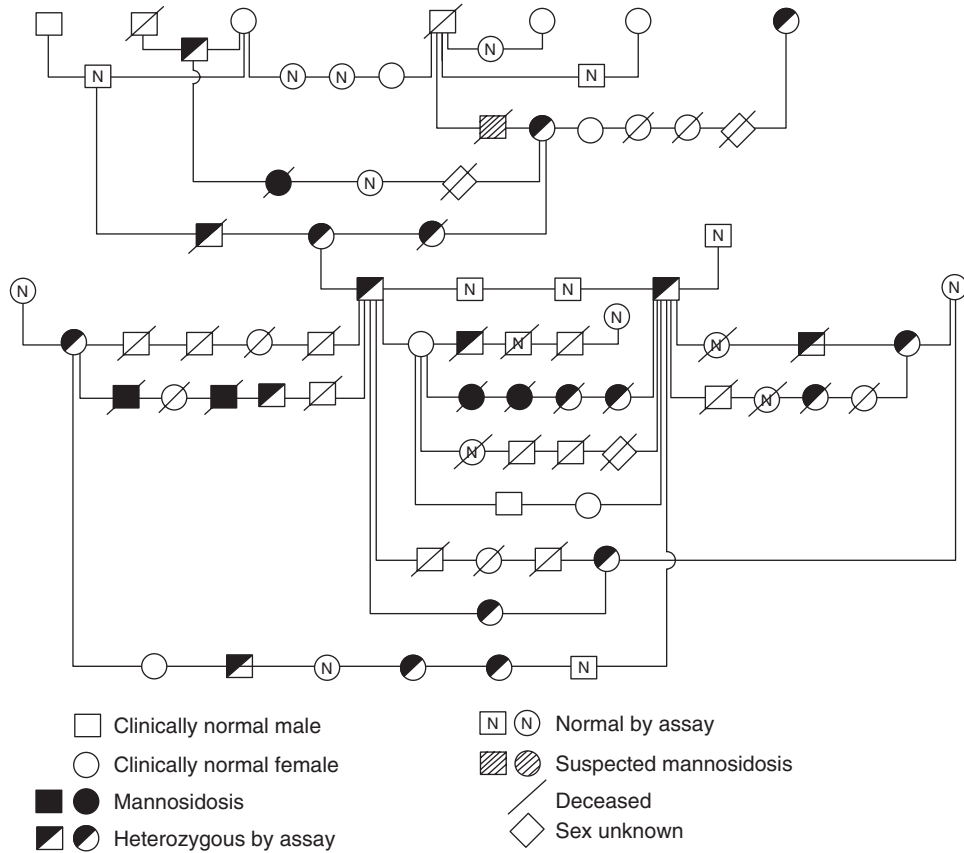 N
N N N N
N
N
N N N N
N
N N
N
N
N N
Clinically normal male
Clinically normal female
Mannosidosis
Heterozygous by assay
N N Normal by assay
Suspected mannosidosis
Deceased
Sex unknown